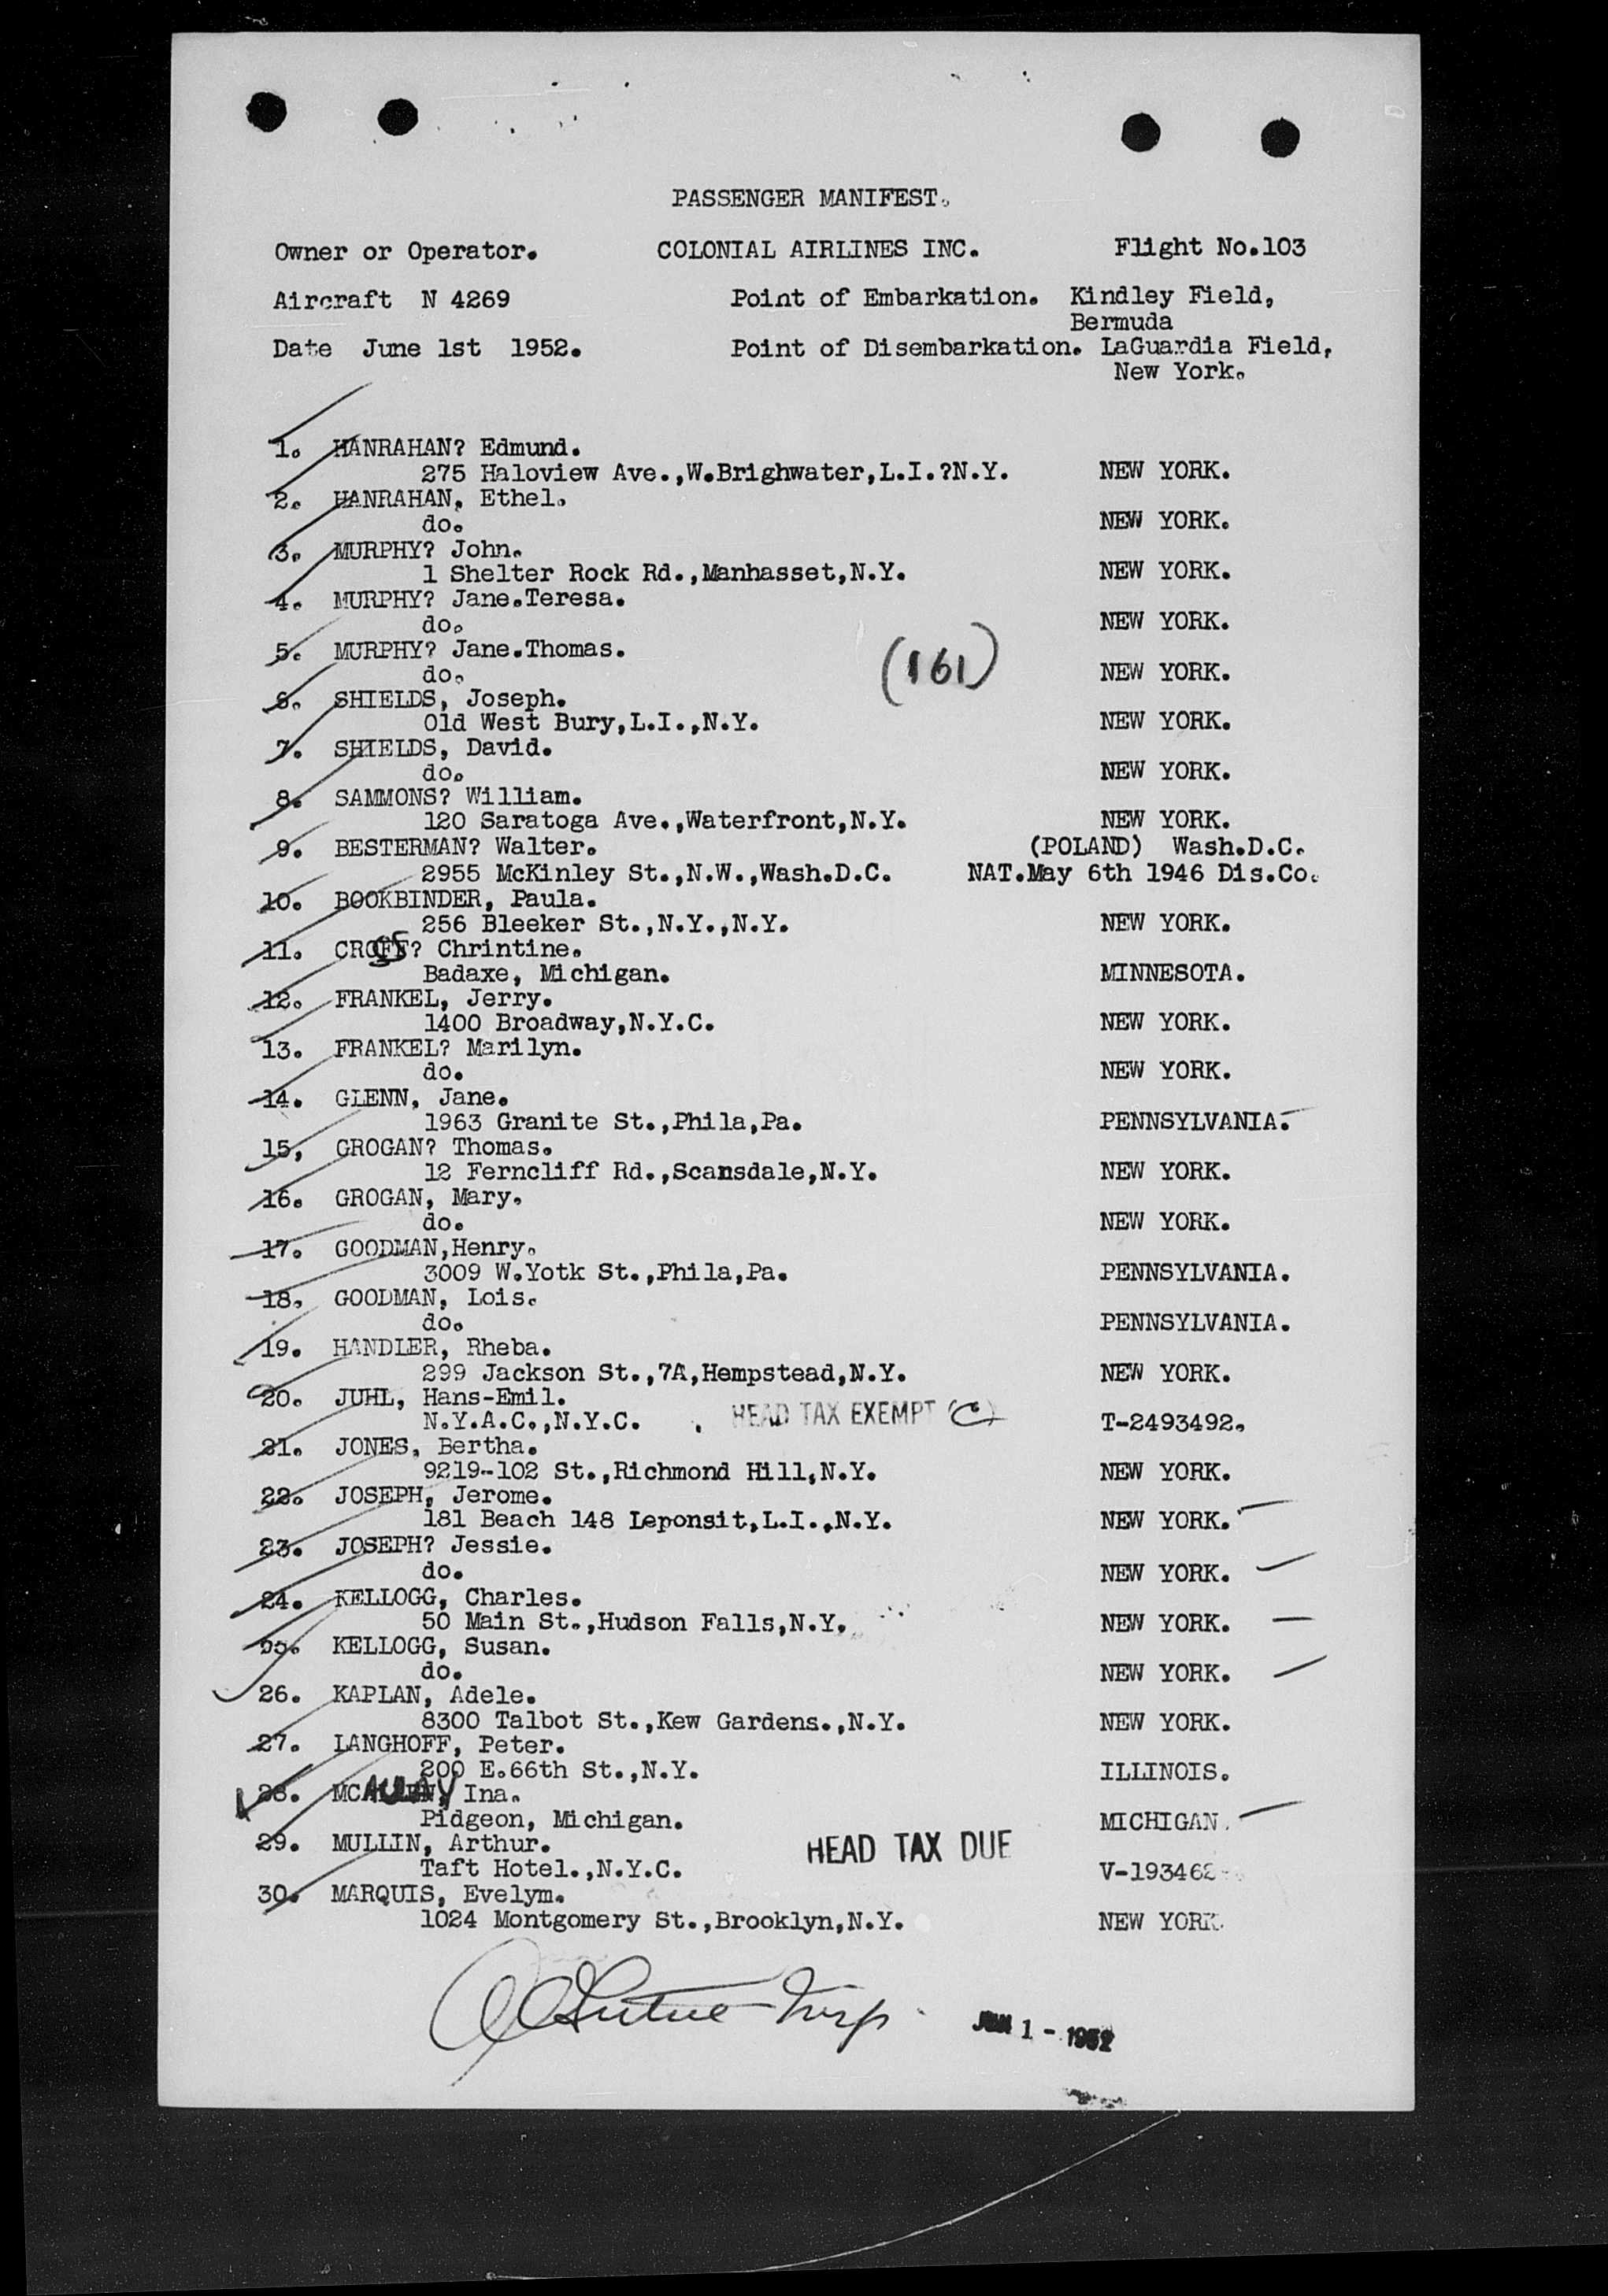 PASSENGER MANIFEST.
Owner or Operator. COLONIAL AIRLINES INC. Flight No.103
Aircraft N 4269 Point of Embarkation. Kindley Field,
Bermuda
Date June 1st 1952. Point of Disembarkation. LaGuardia Field,
New York.
1. HANRAHAN? Edmund.
275 Haloview Ave.,W.Brighwater,L.I.?N.Y. NEW YORK.
2. HANRAHAN, Ethel.
do. NEW YORK.
3. MURPHY? John.
1 Shelter Rock Rd.,Manhasset,N.Y. NEW YORK.
4. MURPHY? Jane.Teresa.
do. NEW YORK.
5. MURPHY? Jane.Thomas.
(161)
do. NEW YORK.
6. SHIELDS, Joseph.
Old West Bury,L.I.,N.Y. NEW YORK.
7. SHIELDS, David.
do. NEW YORK.
8. SAMMONS? William.
120 Saratoga Ave.,Waterfront,N.Y. NEW YORK.
9. BESTERMAN? Walter. (POLAND) Wash.D.C.
2955 McKinley St.,N.W.,Wash.D.C. NAT.May 6th 1946 Dis.Co.
10. BOOKBINDER, Paula.
256 Bleeker St.,N.Y.,N.Y. NEW YORK.
11. Chrintine.
Badaxe, Michigan. MINNESOTA.
12. FRANKEL, Jerry.
1400 Broadway,N.Y.C. NEW YORK.
13. FRANKEL? Marilyn.
do. NEW YORK.
14. GLENN, Jane.
1963 Granite St.,Phila,Pa. PENNSYLVANIA.
15, GROGAN? Thomas.
12 Ferncliff Rd.,Scansdale,N.Y. NEW YORK.
16. GROGAN, Mary.
do. NEW YORK.
17. GOODMAN,Henry.
3009 W.Yotk St.,Phila,Pa. PENNSYLVANIA.
18. GOODMAN, Lois.
do. PENNSYLVANIA.
19. HANDLER, Rheba.
299 Jackson St.,7A,Hempstead,N.Y. NEW YORK.
20. JUHL, Hans-Emil.
N.Y.A.C.,N.Y.C. HEAD TAX EXEMPT (C) T-2493492.
21. JONES, Bertha.
9219-102 St.,Richmond Hill,N.Y. NEW YORK.
22. JOSEPH, Jerome.
181 Beach 148 Leponsit,L.I.,N.Y. NEW YORK.
23. JOSEPH? Jessie.
do. NEW YORK.
24. KELLOGG, Charles.
50 Main St.,Hudson Falls,N.Y. NEW YORK.
25. KELLOGG, Susan.
do. NEW YORK.
26. KAPLAN, Adele.
8300 Talbot St.,Kew Gardens.,N.Y. NEW YORK.
27. LANGHOFF, Peter.
200 E.66th St.,N.Y. ILLINOIS.
28. MCAULAY, Ina.
Pidgeon, Michigan. MICHIGAN.
29. MULLIN, Arthur. HEAD TAX DUE
Taft Hotel.,N.Y.C.
30. MARQUIS, Evelym.
1024 Montgomery St.,Brooklyn,N.Y. NEW YORK.
JUN 1 - 1952